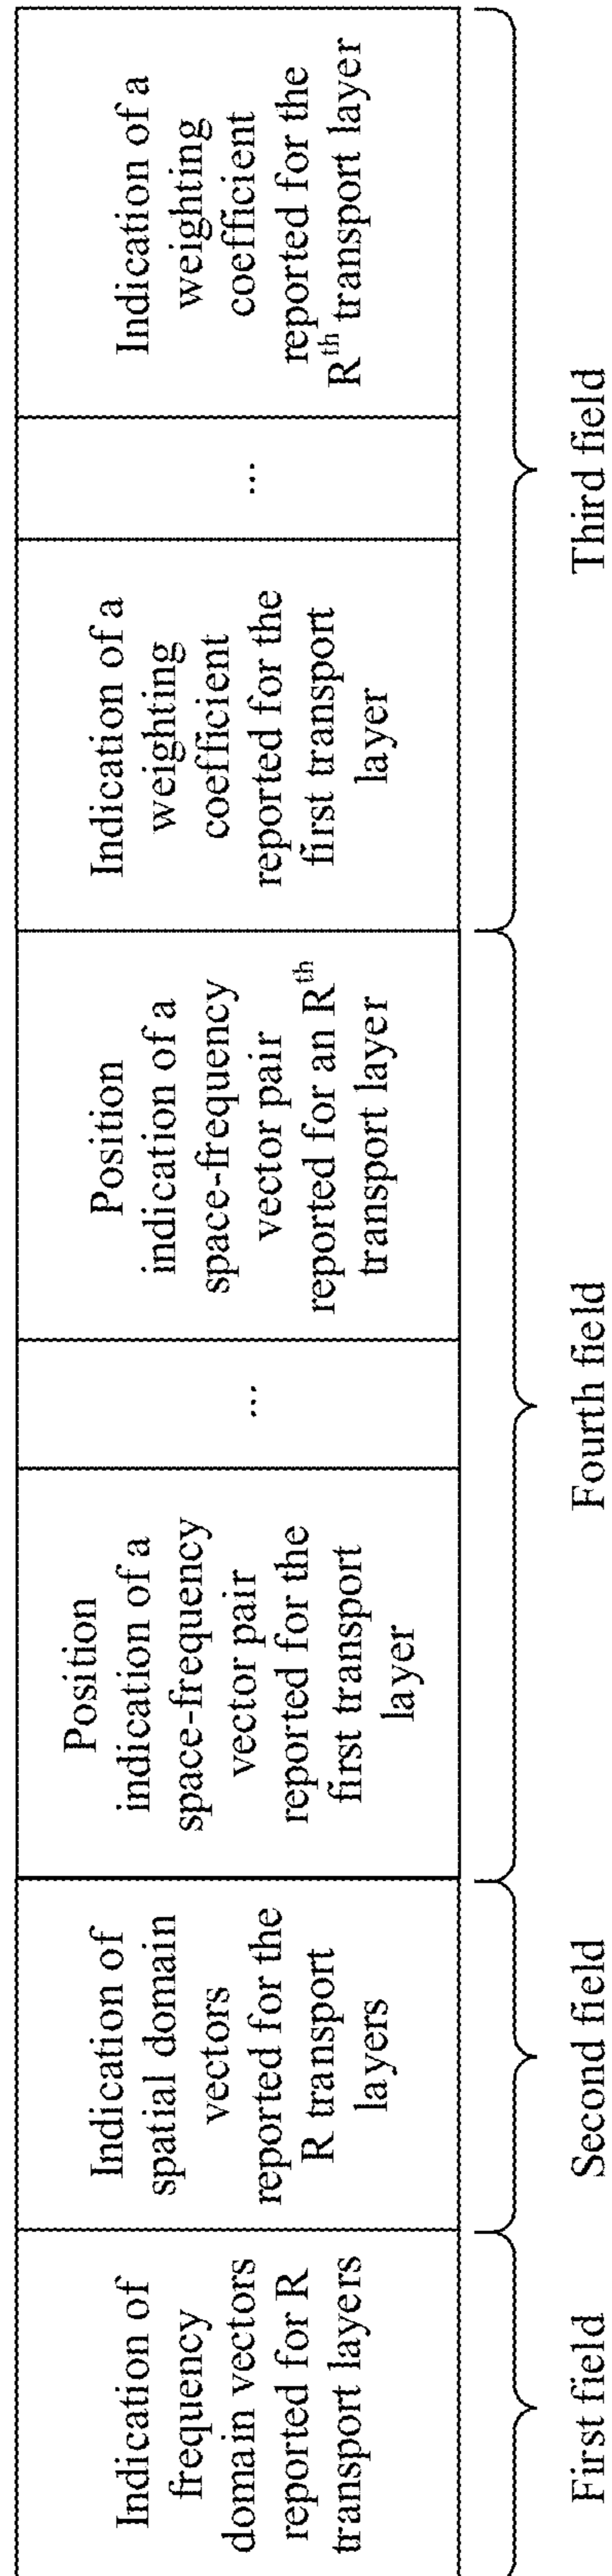 Indication of
frequency
domain vectors
reported for R
transport layers
Indication of
spatial domain
vectors
reported for the
R transport
layers
Position
indication of a
space-frequency
vector pair
reported for the
first transport
layer
...
Position
indication of a
space-frequency
vector pair
reported for an Rth
transport layer
Indication of a
weighting
coefficient
reported for the
first transport
layer
...
Indication of a
weighting
coefficient
reported for the
Rth transport layer
First field
Second field
Fourth field
Third field